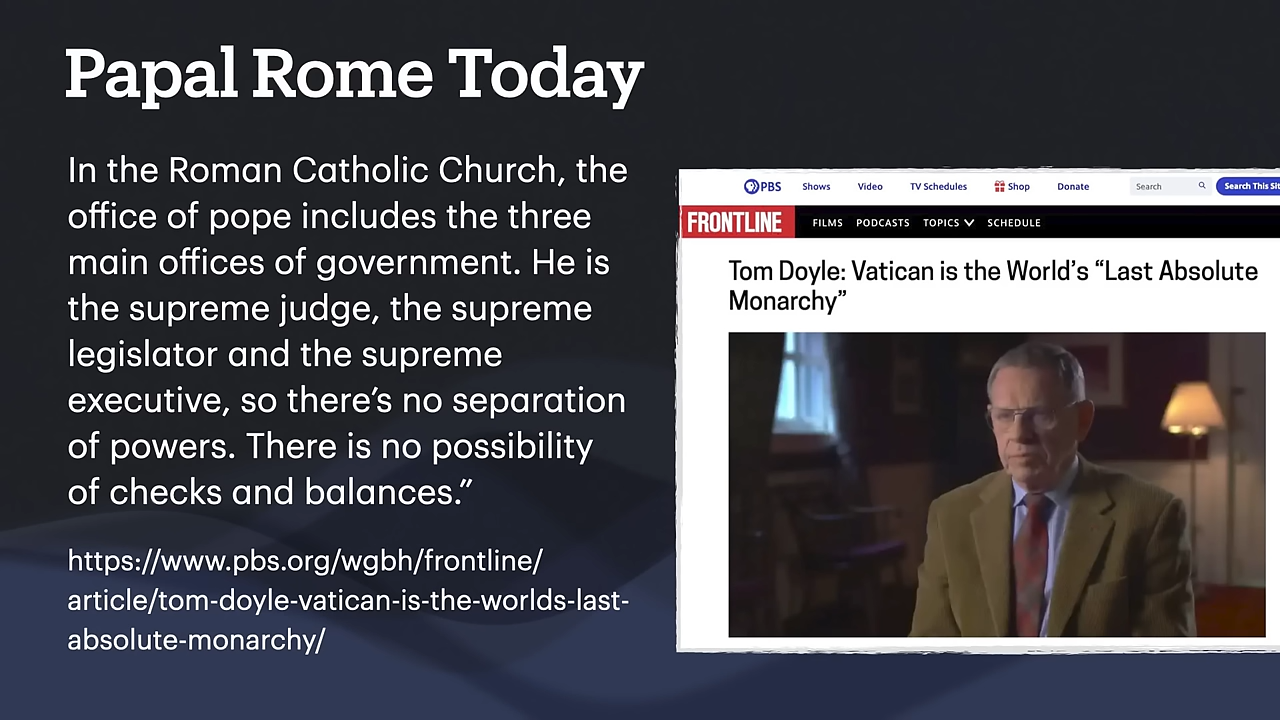 Papal Rome Today
In the Roman Catholic Church, the
office of pope includes the three
main offices of government. He is
the supreme judge, the supreme
legislator and the supreme
executive, so there’s no separation
of powers. There is no possibility
of checks and balances.”
https://www.pbs.org/wgbh/frontline/
article/tom-doyle-vatican-is-the-worlds-last-
absolute-monarchy/
PBS Shows Video TV Schedules Shop Donate Search Search This Sit
FRONTLINE FILMS PODCASTS TOPICS SCHEDULE
Tom Doyle: Vatican is the World’s “Last Absolute
Monarchy”